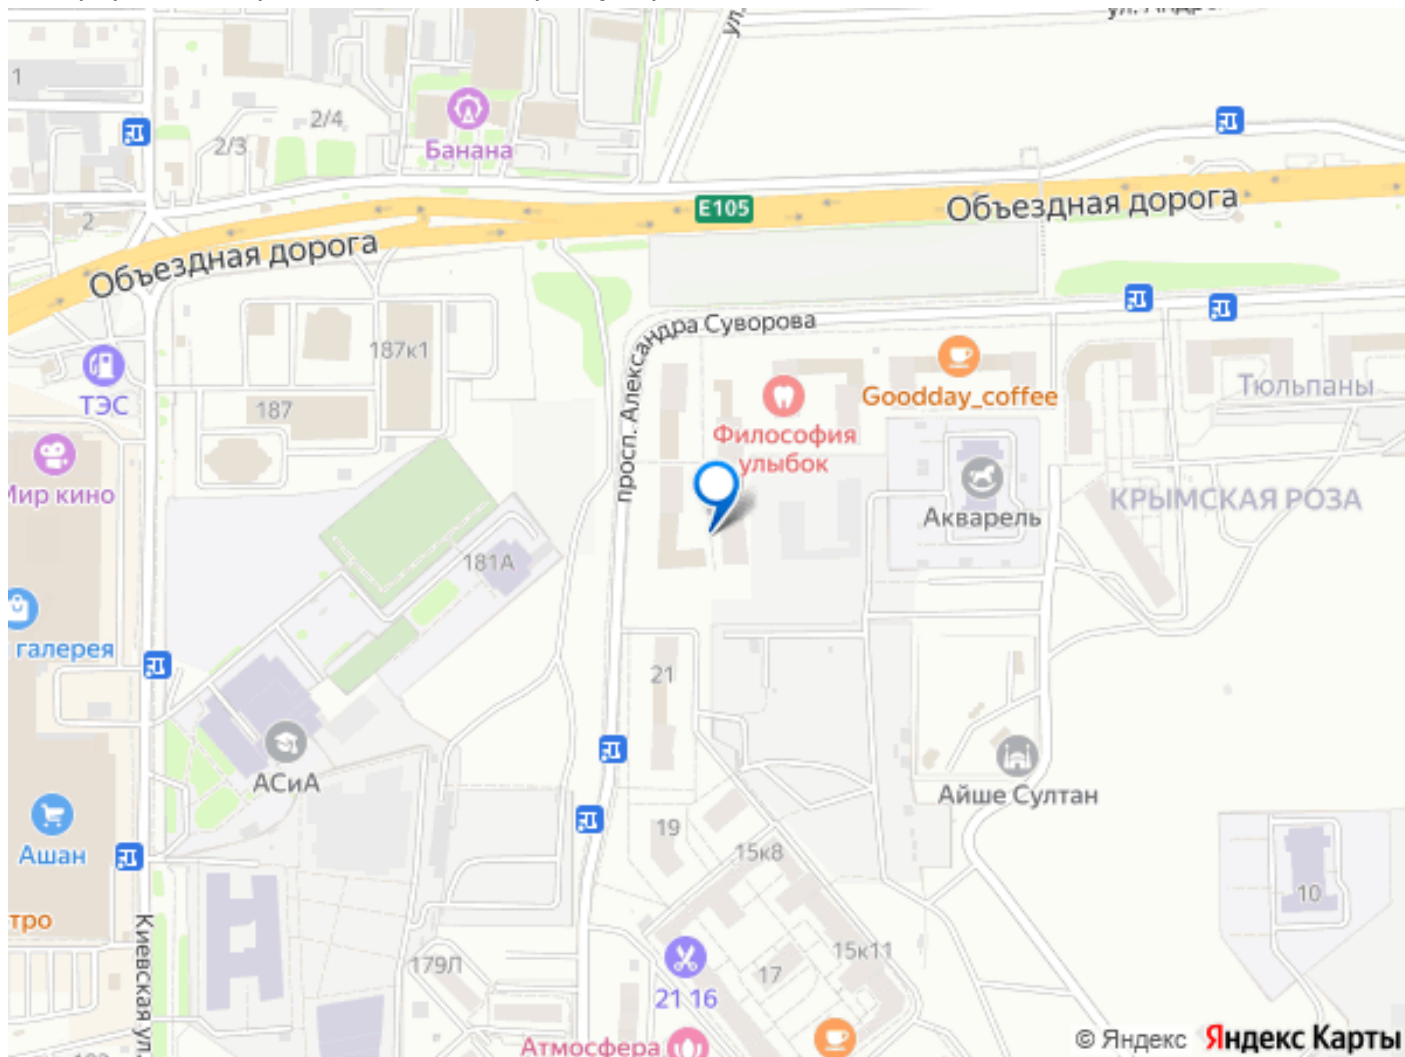 1
2/4
2/3
Банана
2
E105
Объездная дорога
Объездная дорога
просп. Александра Суворова
187к1
ТЭС
187
Goodday_coffee
Тюльпаны
Философия
улыбок
Мир кино
КРЫМСКАЯ РОЗА
Акварель
181А
галерея
21
АСиА
Айше Султан
Ашан
19
15к8
10
Киевская ул.
179Л
15к11
17
21 16
Атмосфера
© Яндекс Яндекс Карты